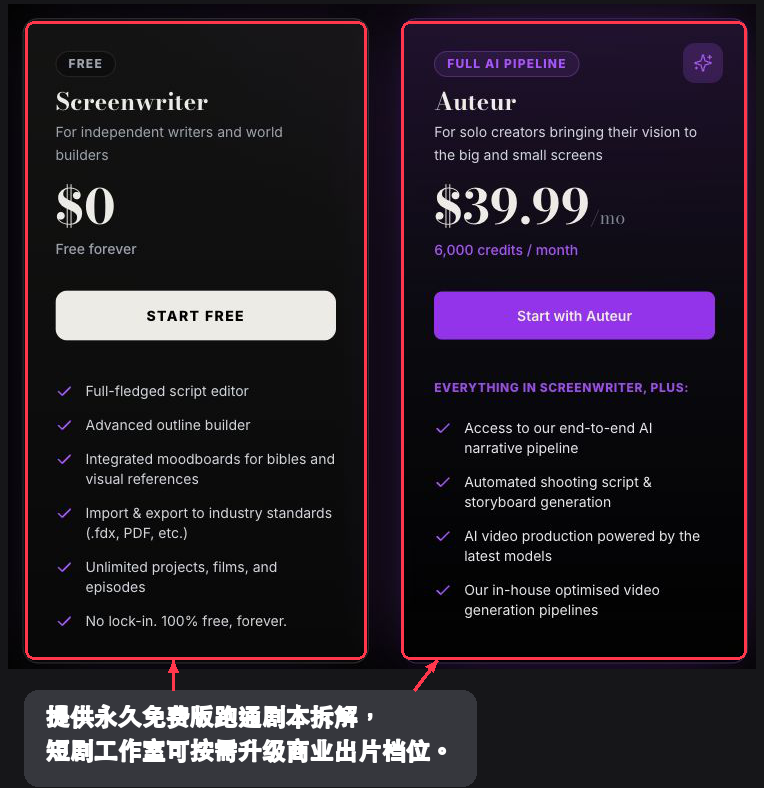 FREE
Screenwriter
For independent writers and world
builders
$0
Free forever
START FREE
Full-fledged script editor
Advanced outline builder
Integrated moodboards for bibles and
visual references
Import & export to industry standards
(.fdx, PDF, etc.)
Unlimited projects, films, and
episodes
No lock-in. 100% free, forever.
FULL AI PIPELINE
Auteur
For solo creators bringing their vision to
the big and small screens
$39.99/mo
6,000 credits / month
Start with Auteur
EVERYTHING IN SCREENWRITER, PLUS:
Access to our end-to-end AI
narrative pipeline
Automated shooting script &
storyboard generation
AI video production powered by the
latest models
Our in-house optimised video
generation pipelines
提供永久免费版跑通剧本拆解，
短剧工作室可按需升级商业出片档位。